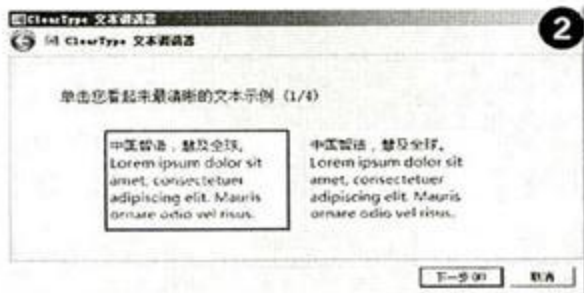 ClearType 文本调谐器
2
ClearType 文本调谐器
单击您看起来最清晰的文本示例 (1/4)
中国智造，慧及全球。
Lorem ipsum dolor sit
amet, consectetuer
adipiscing elit. Mauris
ornare odio vel risus.
中国智造，慧及全球。
Lorem ipsum dolor sit
amet, consectetuer
adipiscing elit. Mauris
ornare odio vel risus.
下一步(N)
取消